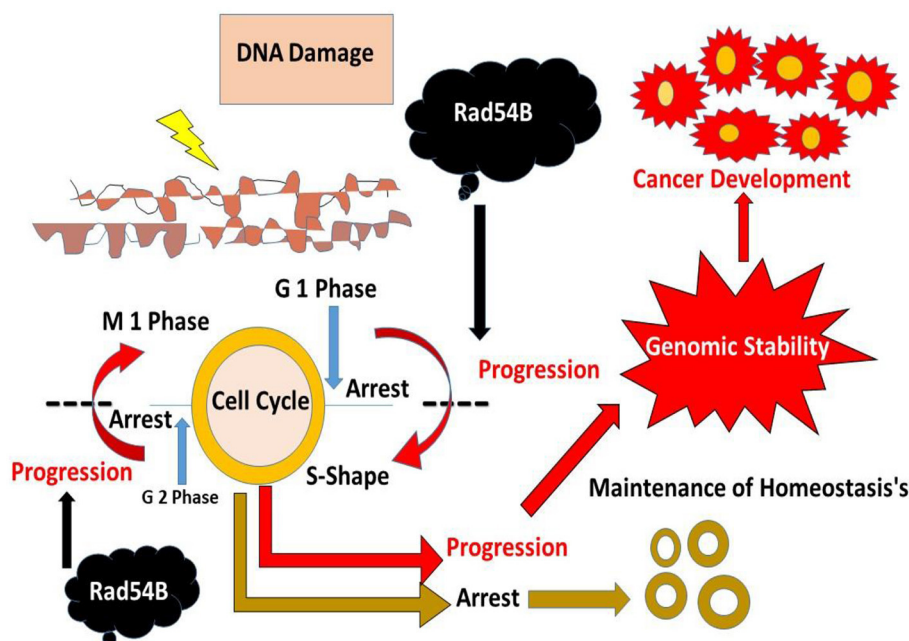 DNA Damage
Rad54B
Cancer Development
G 1 Phase
M 1 Phase
Genomic Stability
Progression
Cell Cycle
Arrest
Arrest
Progression
S-Shape
G 2 Phase
Maintenance of Homeostasis's
Progression
Rad54B
Arrest